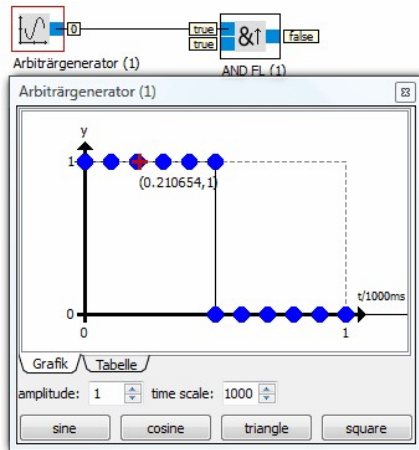 0
true
true
&↑
false
Arbiträrgenerator (1)
AND FL (1)
Arbiträrgenerator (1)
y
1
(0.210654,1)
t/1000ms
0
0
1
Grafik Tabelle
amplitude: 1 time scale: 1000
sine cosine triangle square